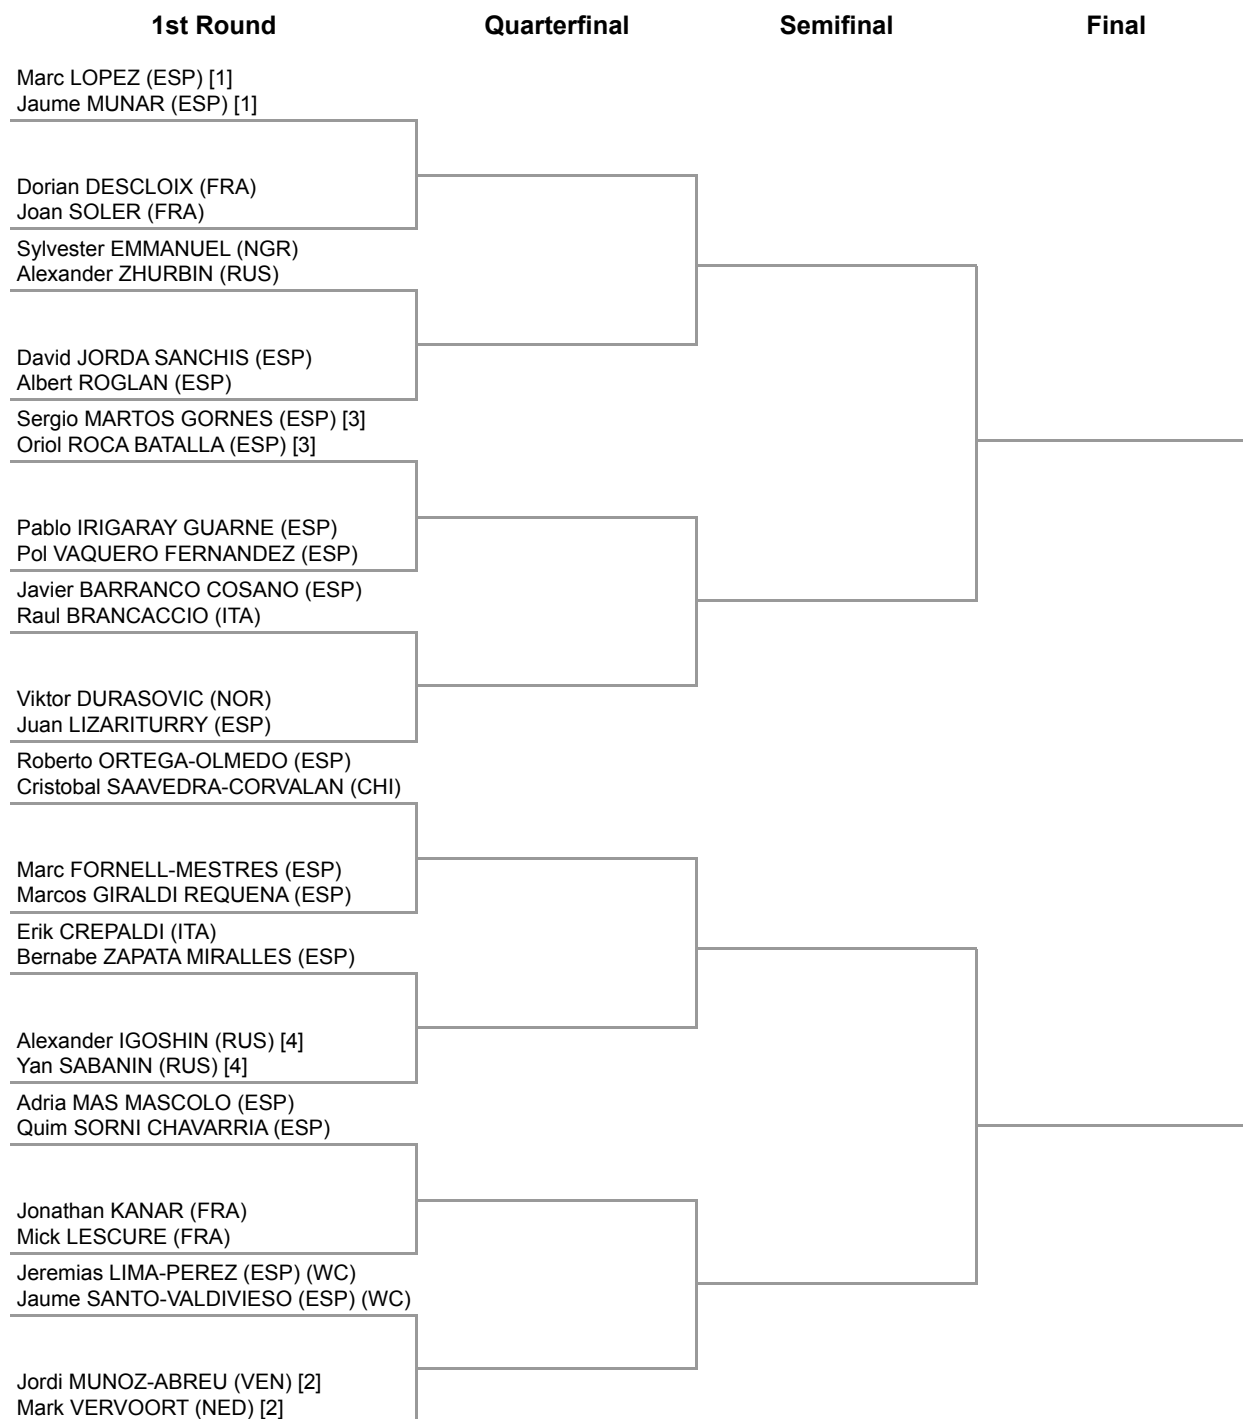 1st Round Quarterfinal Semifinal Final
Marc LOPEZ (ESP) [1]
Jaume MUNAR (ESP) [1]
Dorian DESCLOIX (FRA)
Joan SOLER (FRA)
Sylvester EMMANUEL (NGR)
Alexander ZHURBIN (RUS)
David JORDA SANCHIS (ESP)
Albert ROGLAN (ESP)
Sergio MARTOS GORNES (ESP) [3]
Oriol ROCA BATALLA (ESP) [3]
Pablo IRIGARAY GUARNE (ESP)
Pol VAQUERO FERNANDEZ (ESP)
Javier BARRANCO COSANO (ESP)
Raul BRANCACCIO (ITA)
Viktor DURASOVIC (NOR)
Juan LIZARITURRY (ESP)
Roberto ORTEGA-OLMEDO (ESP)
Cristobal SAAVEDRA-CORVALAN (CHI)
Marc FORNELL-MESTRES (ESP)
Marcos GIRALDI REQUENA (ESP)
Erik CREPALDI (ITA)
Bernabe ZAPATA MIRALLES (ESP)
Alexander IGOSHIN (RUS) [4]
Yan SABANIN (RUS) [4]
Adria MAS MASCOLO (ESP)
Quim SORNI CHAVARRIA (ESP)
Jonathan KANAR (FRA)
Mick LESCURE (FRA)
Jeremias LIMA-PEREZ (ESP) (WC)
Jaume SANTO-VALDIVIESO (ESP) (WC)
Jordi MUNOZ-ABREU (VEN) [2]
Mark VERVOORT (NED) [2]